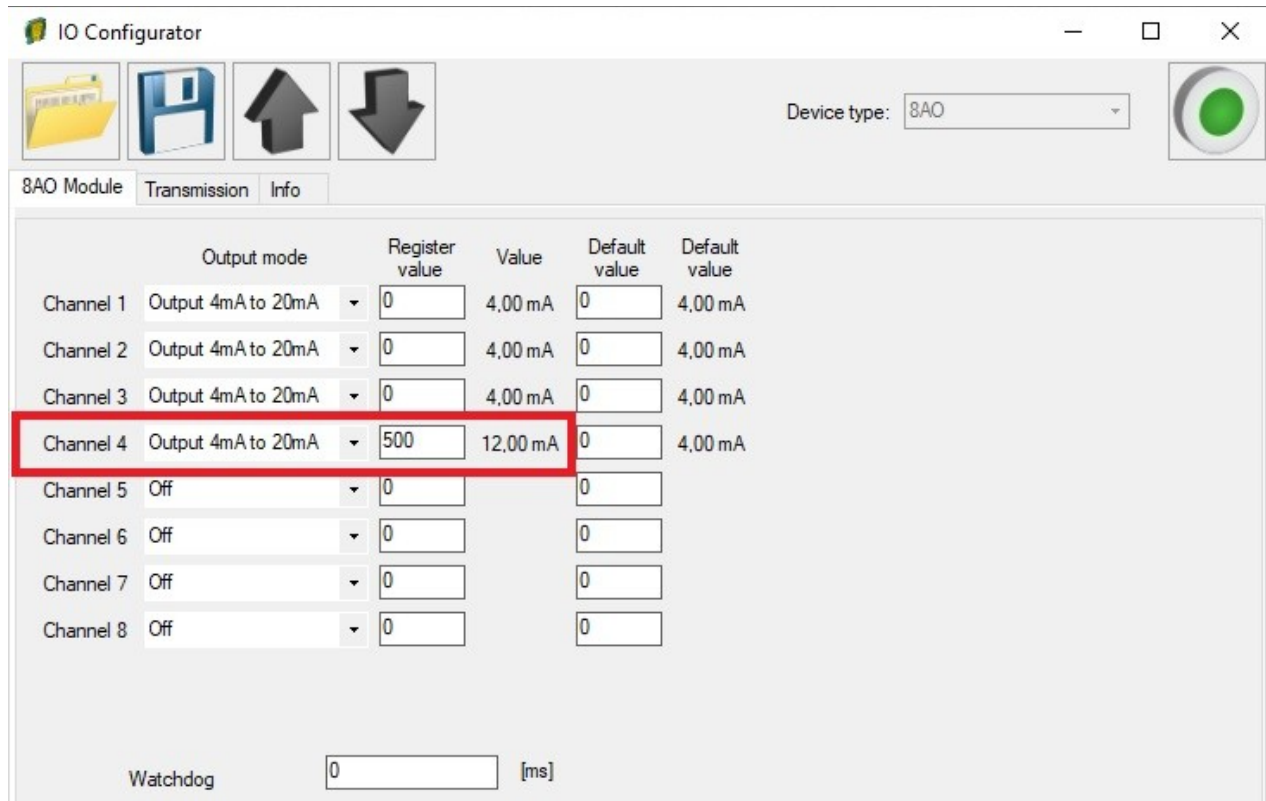 IO Configurator
Device type: 8AO
8AO Module Transmission Info
Output mode Register value Value Default value Default value
Channel 1 Output 4mA to 20mA 0 4,00 mA 0 4,00 mA
Channel 2 Output 4mA to 20mA 0 4,00 mA 0 4,00 mA
Channel 3 Output 4mA to 20mA 0 4,00 mA 0 4,00 mA
Channel 4 Output 4mA to 20mA 500 12,00 mA 0 4,00 mA
Channel 5 Off 0 0
Channel 6 Off 0 0
Channel 7 Off 0 0
Channel 8 Off 0 0
Watchdog 0 [ms]